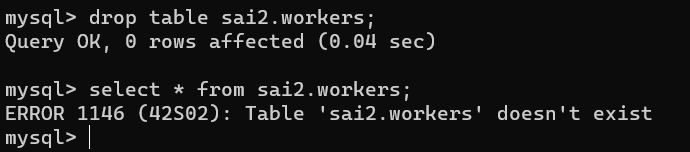 mysql> drop table sai2.workers;
Query OK, 0 rows affected (0.04 sec)
mysql> select * from sai2.workers;
ERROR 1146 (42S02): Table 'sai2.workers' doesn't exist
mysql>